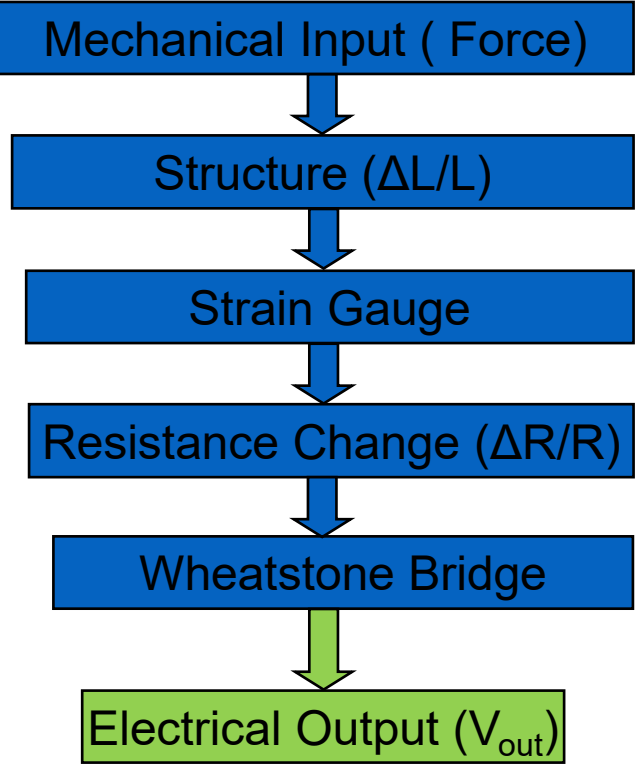 Mechanical Input ( Force)
Structure (ΔL/L)
Strain Gauge
Resistance Change (ΔR/R)
Wheatstone Bridge
Electrical Output (Vout)